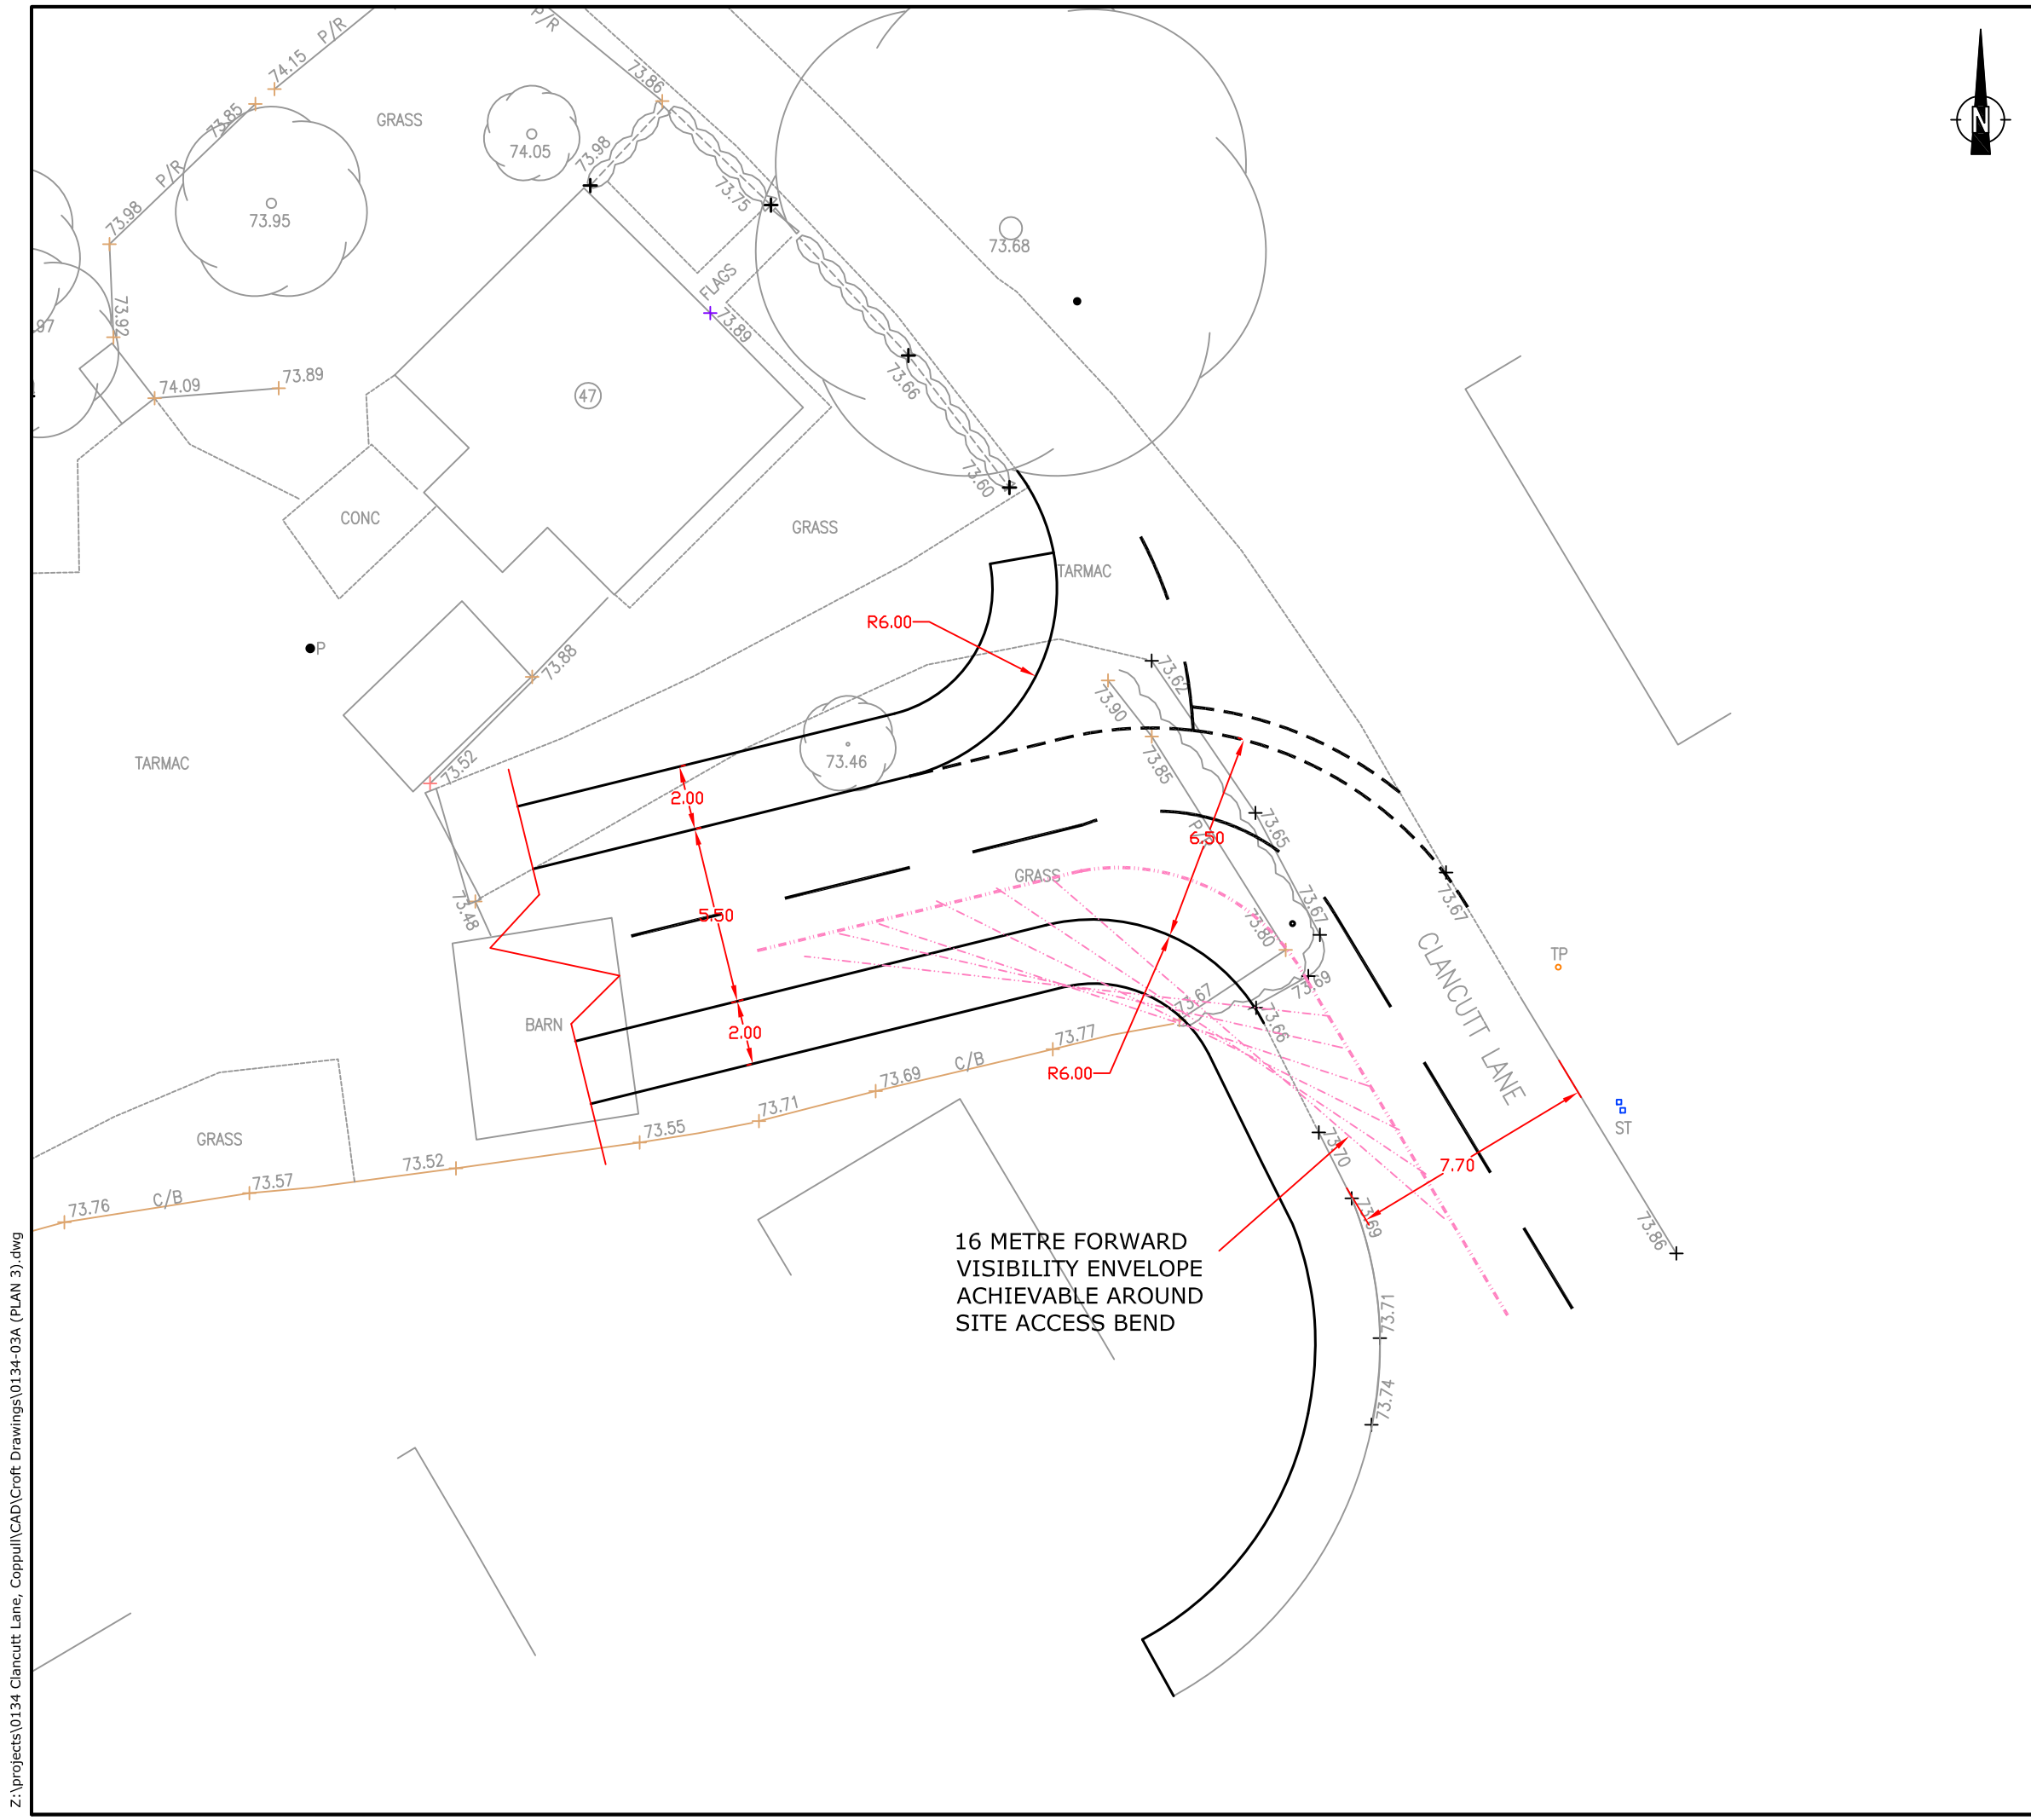 P/R
P/R
74.15
73.86
73.85
GRASS
N
73.98
74.05
P/R
73.75
73.95
73.98
73.68
FLAGS
73.92
97
73.89
73.89
74.09
47
73.66
73.60
CONC
GRASS
TARMAC
R6.00
P
73.88
73.62
73.90
TARMAC
73.52
73.46
73.85
2.00
73.65
6.50
GRASS
73.67
73.67
73.48
5.50
73.80
CLANCUTT LANE
TP
73.69
73.67
BARN
73.66
2.00
73.77
C/B
R6.00
73.69
ST
73.71
73.55
GRASS
73.70
73.52
7.70
73.57
C/B
73.76
73.69
73.86
16 METRE FORWARD
VISIBILITY ENVELOPE
ACHIEVABLE AROUND
SITE ACCESS BEND
73.71
73.74
Z:\projects\0134 Clancutt Lane, Coppull\CAD\Croft Drawings\0134-03A (PLAN 3).dwg